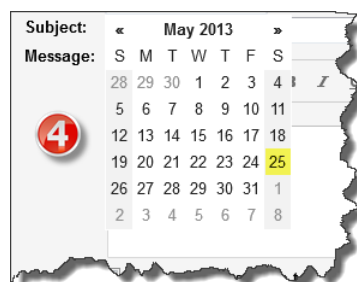 Subject: « May 2013 »
Message: S M T W T F S
28 29 30 1 2 3 4 I
5 6 7 8 9 10 11
4
12 13 14 15 16 17 18
19 20 21 22 23 24 25
26 27 28 29 30 31 1
2 3 4 5 6 7 8